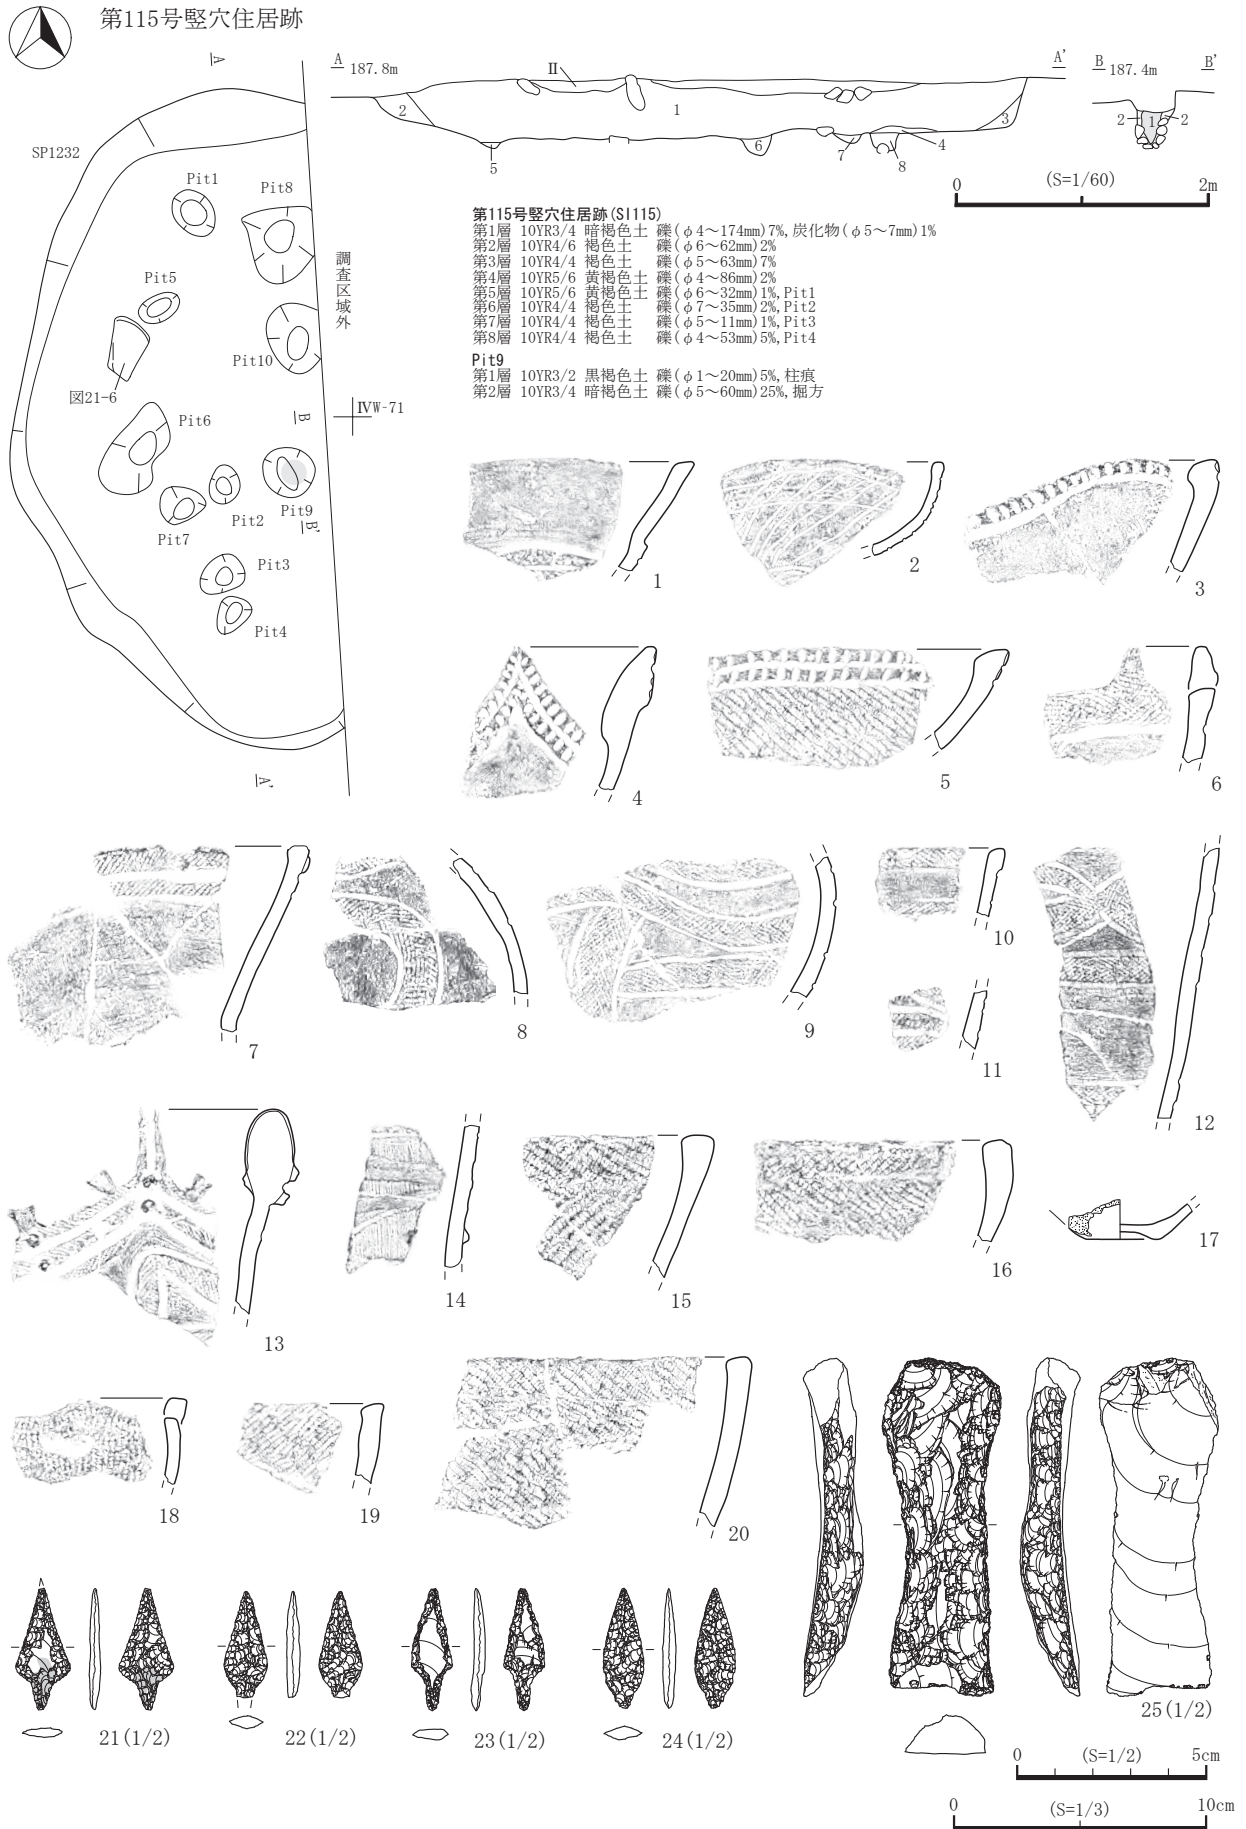 第115号竪穴住居跡
A
A
187.8m
Ⅱ
A'
B
187.4m
B'
2
1
3
5
6
7
8
4
2
1
2
SP1232
Pit1
Pit8
0
(S=1/60)
2m
第115号竪穴住居跡(SI115)
第1層 10YR3/4 暗褐色土 礫(φ4~174mm)7%,炭化物(φ5~7mm)1%
第2層 10YR4/6 褐色土 礫(φ6~62mm)2%
第3層 10YR4/4 褐色土 礫(φ5~63mm)7%
第4層 10YR5/6 黄褐色土 礫(φ4~86mm)2%
第5層 10YR5/6 黄褐色土 礫(φ6~32mm)1%,Pit1
第6層 10YR4/4 褐色土 礫(φ7~35mm)2%,Pit2
第7層 10YR4/4 褐色土 礫(φ5~11mm)1%,Pit3
第8層 10YR4/4 褐色土 礫(φ4~53mm)5%,Pit4
Pit9
第1層 10YR3/2 黒褐色土 礫(φ1~20mm)5%,柱痕
第2層 10YR3/4 暗褐色土 礫(φ5~60mm)25%,掘方
調査区域外
Pit5
Pit10
図21-6
ⅣW-71
B
Pit6
Pit9
Pit2
B'
Pit7
Pit3
Pit4
A'
1
2
3
4
5
6
7
8
9
10
11
12
13
14
15
16
17
18
19
20
21(1/2)
22(1/2)
23(1/2)
24(1/2)
25(1/2)
0
(S=1/2)
5cm
0
(S=1/3)
10cm